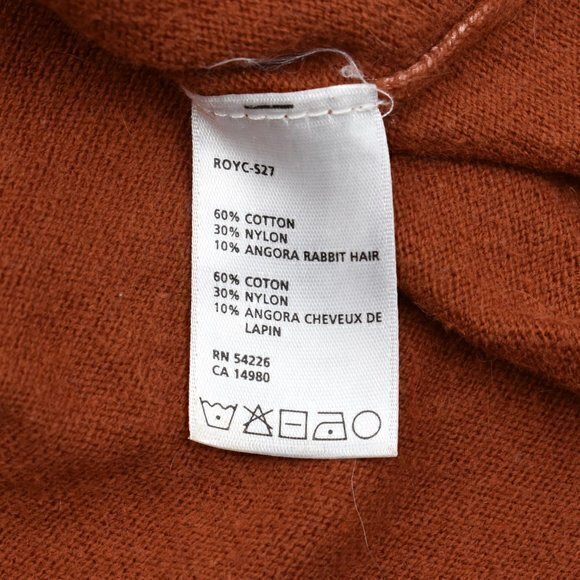 ROYC-S27
60% COTTON
30% NYLON
10% ANGORA RABBIT HAIR
60% COTON
30% NYLON
10% ANGORA CHEVEUX DE
LAPIN
RN 54226
CA 14980